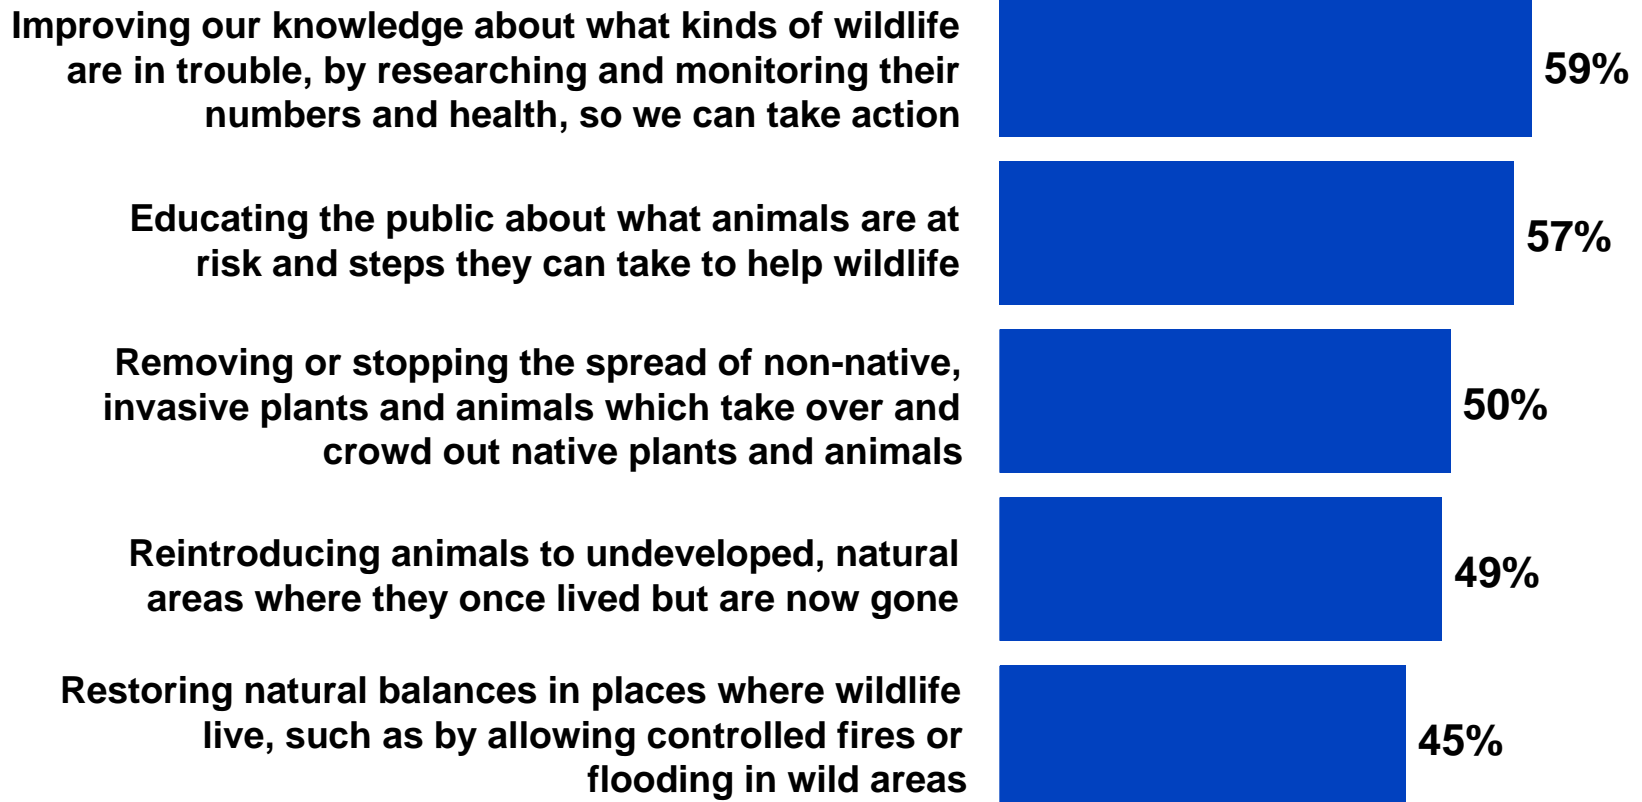 Improving our knowledge about what kinds of wildlife
are in trouble, by researching and monitoring their
numbers and health, so we can take action
59%
Educating the public about what animals are at
risk and steps they can take to help wildlife
57%
Removing or stopping the spread of non-native,
invasive plants and animals which take over and
crowd out native plants and animals
50%
Reintroducing animals to undeveloped, natural
areas where they once lived but are now gone
49%
Restoring natural balances in places where wildlife
live, such as by allowing controlled fires or
flooding in wild areas
45%